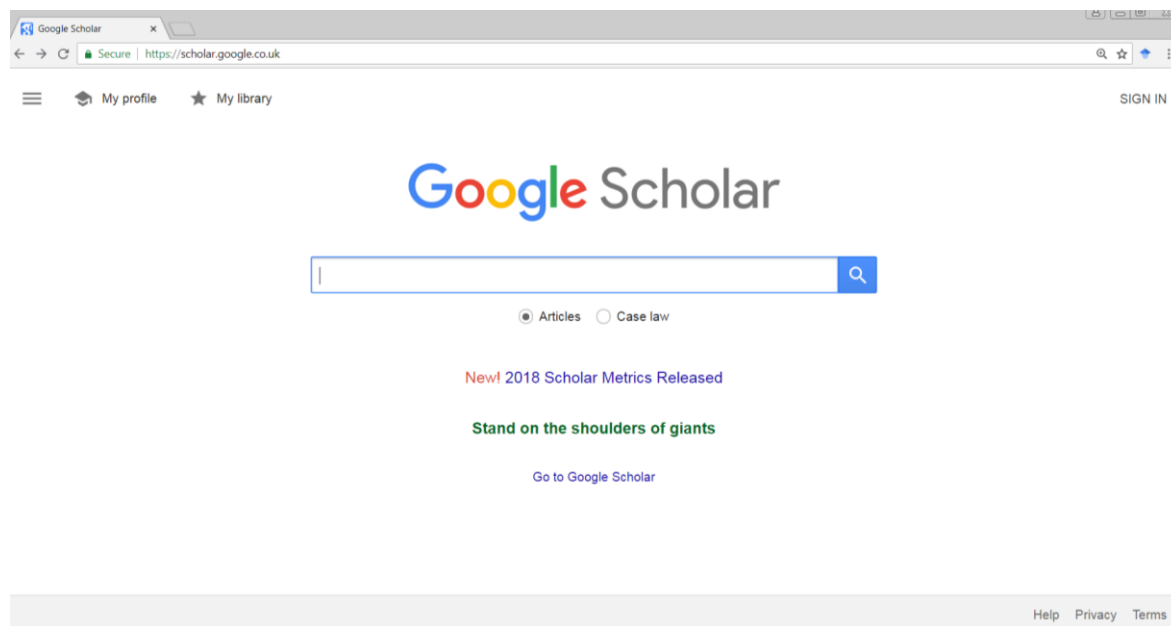 Google Scholar
Secure | https://scholar.google.co.uk
My profile My library SIGN IN
Google Scholar
Articles Case law
New! 2018 Scholar Metrics Released
Stand on the shoulders of giants
Go to Google Scholar
Help Privacy Terms